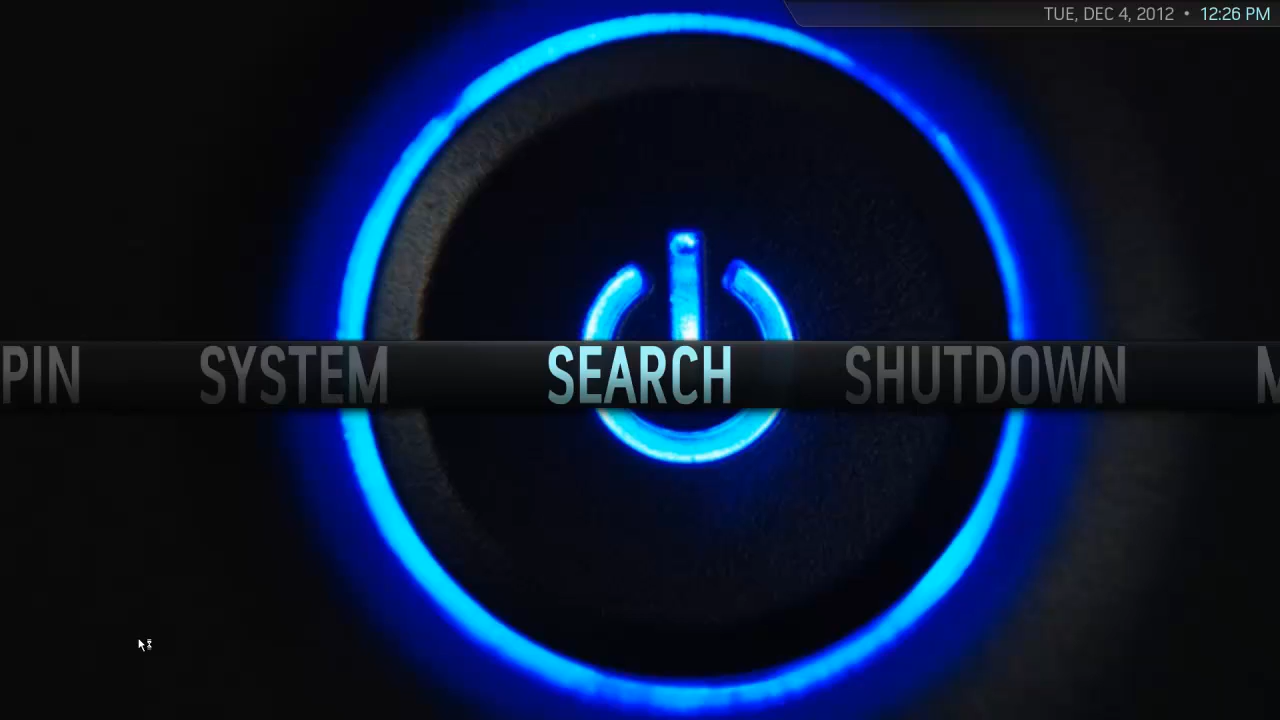 TUE, DEC 4, 2012 • 12:26 PM
PIN SYSTEM SEARCH SHUTDOWN M